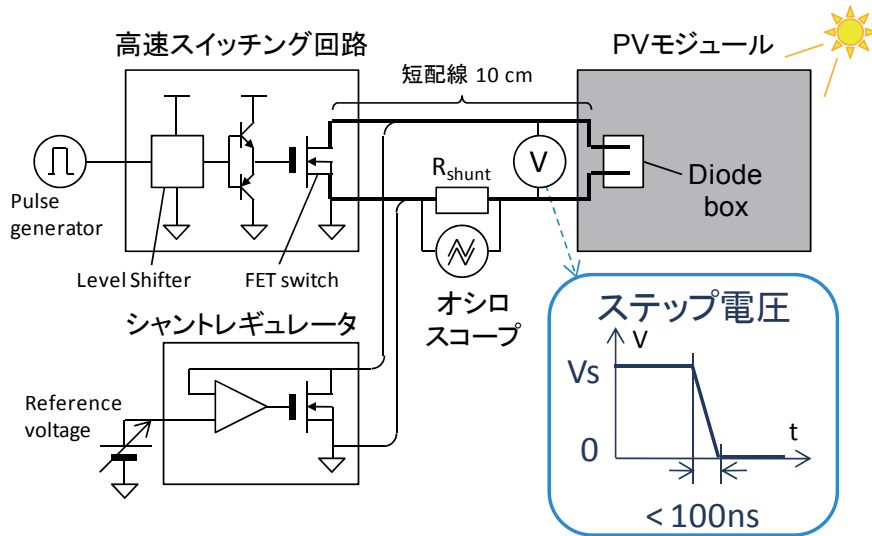 高速スイッチング回路
PVモジュール
短配線 10 cm
V
Rshunt
Diode
box
Pulse
generator
Level Shifter
FET switch
オシロ
スコープ
シャントレギュレータ
Reference
voltage
ステップ電圧
V
Vs
t
0
< 100ns